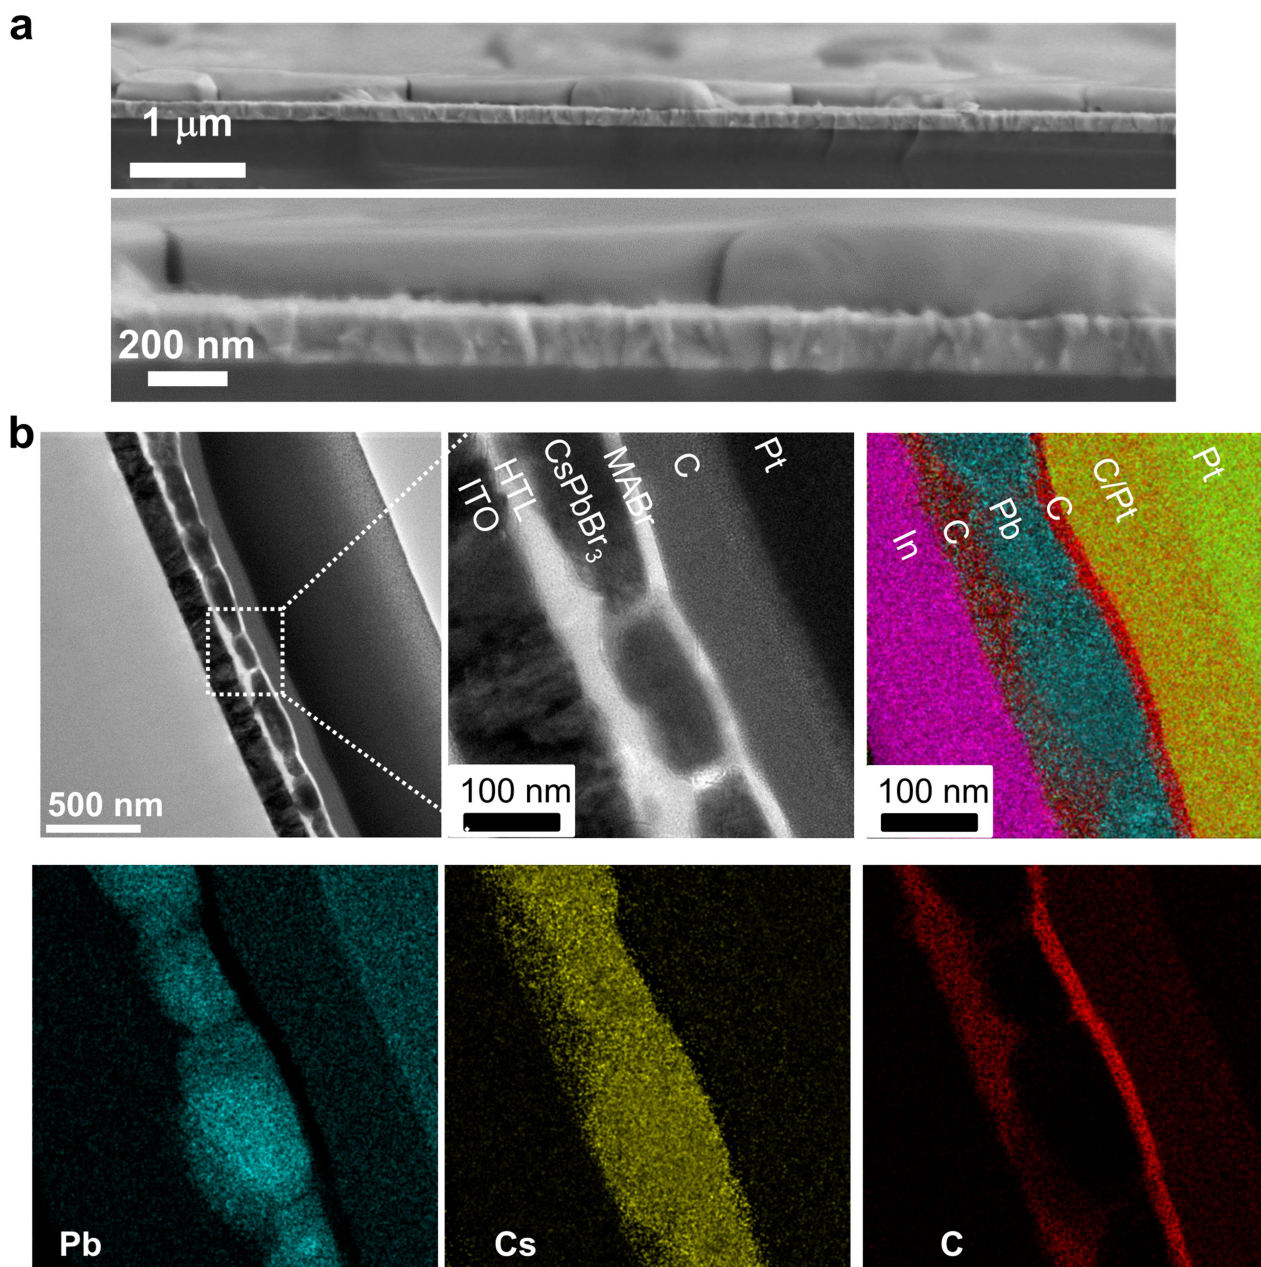 a
1 μm
200 nm
b
500 nm
ITO
HTL
CsPbBr₃
MABr
C
Pt
100 nm
In
C
Pb
C
C/Pt
Pt
100 nm
Pb
Cs
C